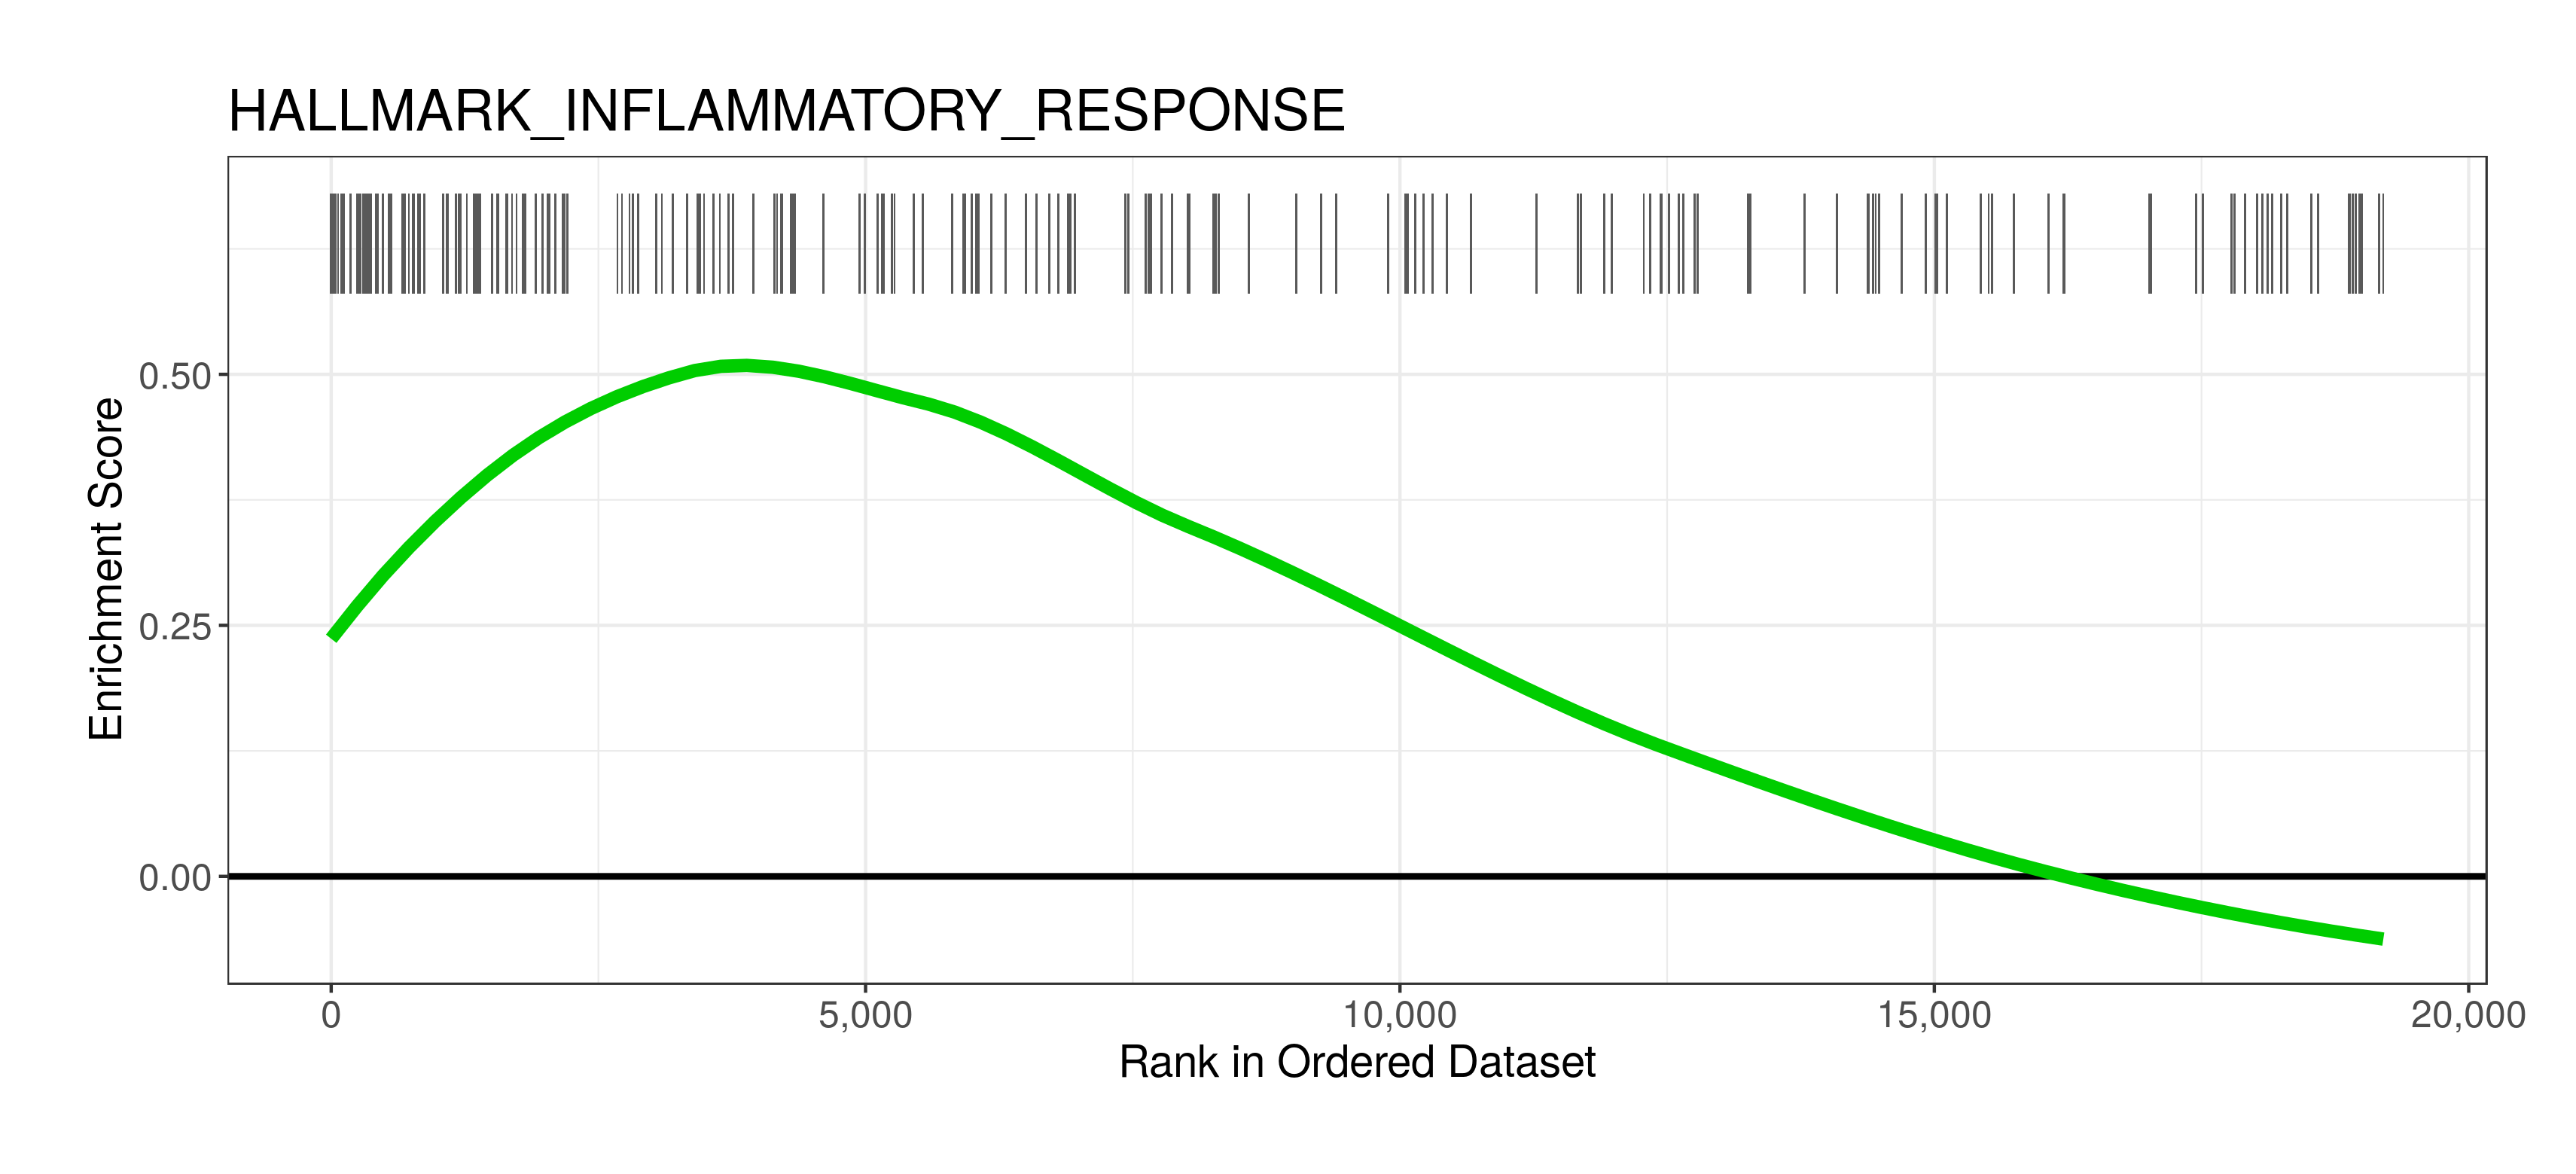 HALLMARK_INFLAMMATORY_RESPONSE
Enrichment Score
0.50
0.25
0.00
0 5,000 10,000 15,000 20,000
Rank in Ordered Dataset